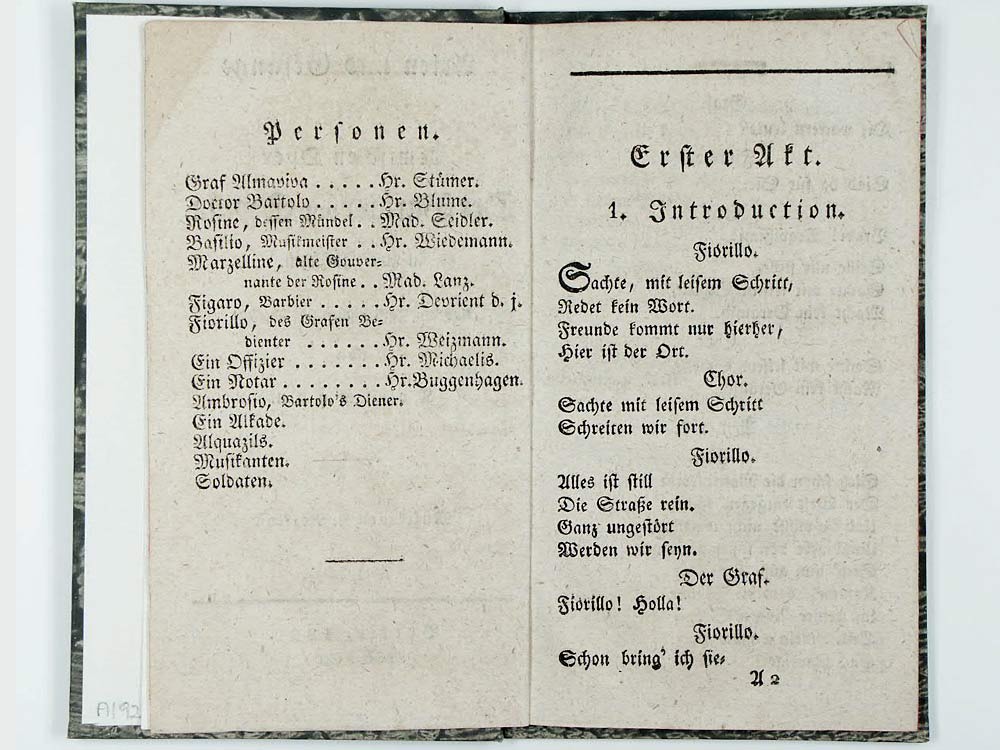 Personen.
Graf Almaviva . . . . . Hr. Stümer.
Doctor Bartolo . . . . . Hr. Blume.
Rosine, dessen Mündel . . Mad. Seidler.
Basilio, Musikmeister . . Hr. Wiedemann.
Marzelline, alte Gouver=
nante der Rosine . . Mad. Lanz.
Figaro, Barbier . . . . Hr. Devrient d. j.
Fiorillo, des Grafen Be=
dienter . . . . . . Hr. Weizmann.
Ein Offizier . . . . . . . Hr. Michaelis.
Ein Notar . . . . . . . . Hr. Buggenhagen.
Ambrosio, Bartolo's Diener.
Ein Alkade.
Alquazils.
Musikanten.
Soldaten.
A192
Erster Akt.
1. Introduction.
Fiorillo.
Sachte, mit leisem Schritt,
Redet kein Wort.
Freunde kommt nur hierher,
Hier ist der Ort.
Chor.
Sachte mit leisem Schritt
Schreiten wir fort.
Fiorillo.
Alles ist still
Die Straße rein.
Ganz ungestört
Werden wir seyn.
Der Graf.
Fiorillo! Holla!
Fiorillo.
Schon bring' ich sie.
A 2